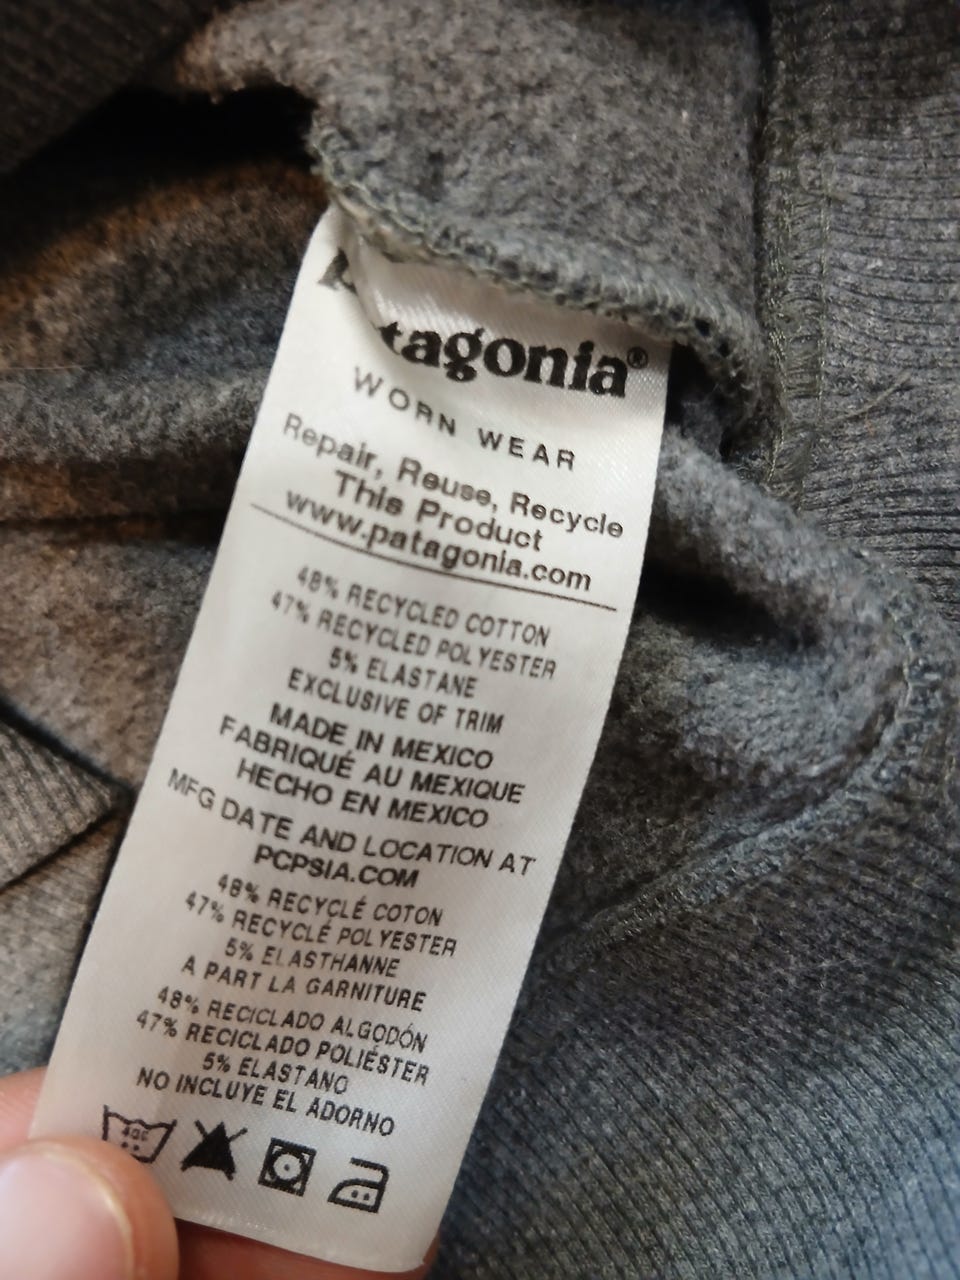 tagonia®
WORN WEAR
Repair, Reuse, Recycle
This Product
www.patagonia.com
48% RECYCLED COTTON
47% RECYCLED POLYESTER
5% ELASTANE
EXCLUSIVE OF TRIM
MADE IN MEXICO
FABRIQUÉ AU MEXIQUE
HECHO EN MEXICO
MFG DATE AND LOCATION AT
PCPSIA.COM
48% RECYCLÉ COTON
47% RECYCLÉ POLYESTER
5% ELASTHANNE
A PART LA GARNITURE
48% RECICLADO ALGODÓN
47% RECICLADO POLIÉSTER
5% ELASTANO
NO INCLUYE EL ADORNO